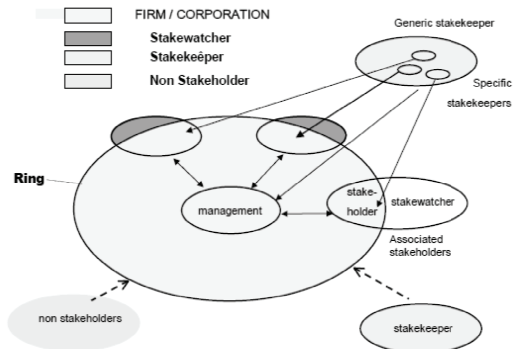 FIRM / CORPORATION
Stakewatcher
Stakekeêper
Non Stakeholder
Generic stakekeeper
Specific
stakekeepers
Ring
management
stake-
holder
stakewatcher
Associated
stakeholders
non stakeholders
stakekeeper